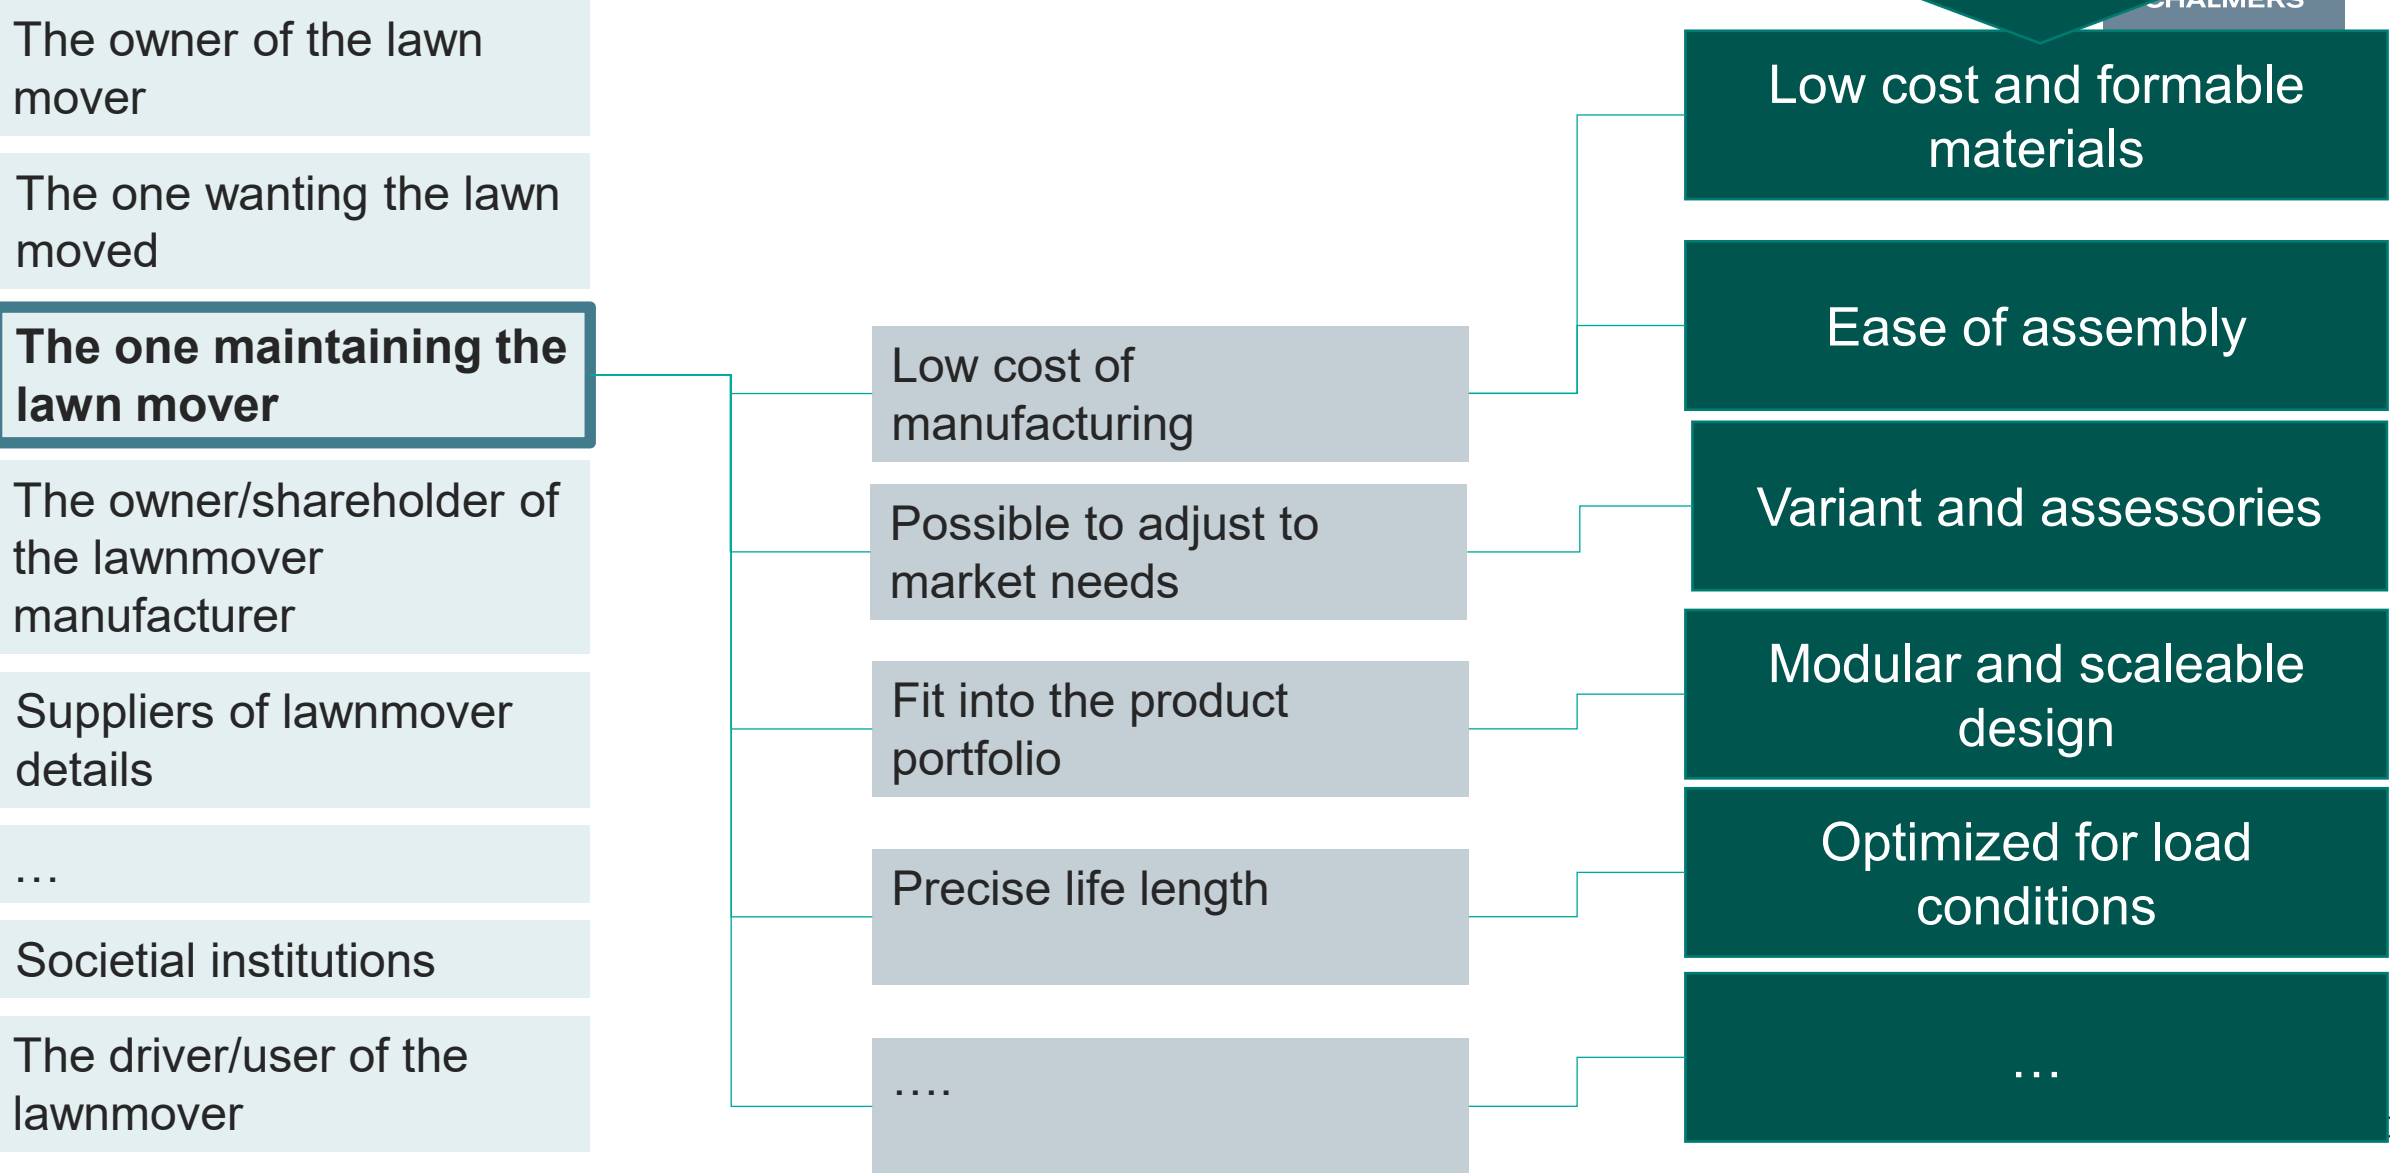 The owner of the lawn
mover
The one wanting the lawn
moved
The one maintaining the
lawn mover
The owner/shareholder of
the lawnmover
manufacturer
Suppliers of lawnmover
details
…
Societial institutions
The driver/user of the
lawnmover
Low cost of
manufacturing
Possible to adjust to
market needs
Fit into the product
portfolio
Precise life length
….
CHALMERS
Low cost and formable
materials
Ease of assembly
Variant and assessories
Modular and scaleable
design
Optimized for load
conditions
…